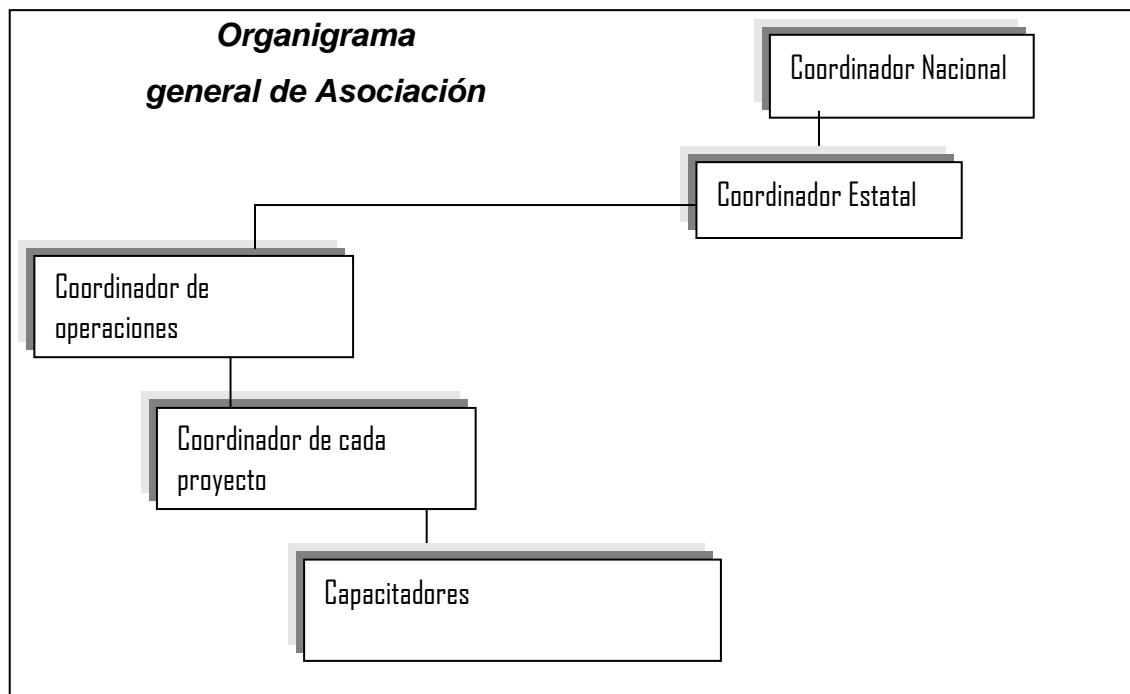 Organigrama
general de Asociación
Coordinador Nacional
Coordinador Estatal
Coordinador de
operaciones
Coordinador de cada
proyecto
Capacitadores